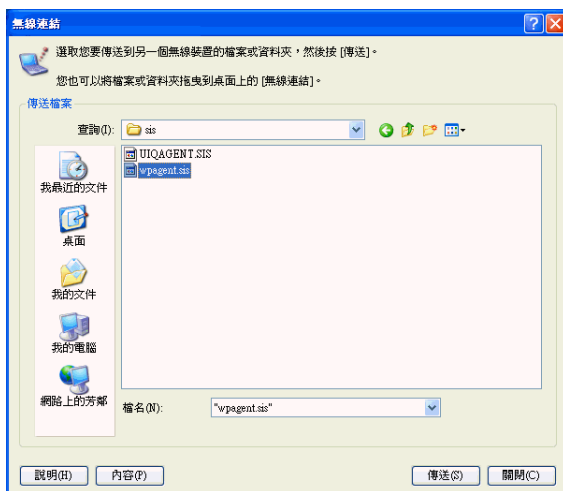 無線連結
選取您要傳送到另一個無線裝置的檔案或資料夾，然後按 [傳送]。
您也可以將檔案或資料夾拖曳到桌面上的 [無線連結]。
傳送檔案
查詢(I):
sis
我最近的文件
桌面
我的文件
我的電腦
網路上的芳鄰
UIQAGENT.SIS
wpagent.sis
檔名(N):
"wpagent.sis"
說明(H)
內容(P)
傳送(S)
關閉(C)